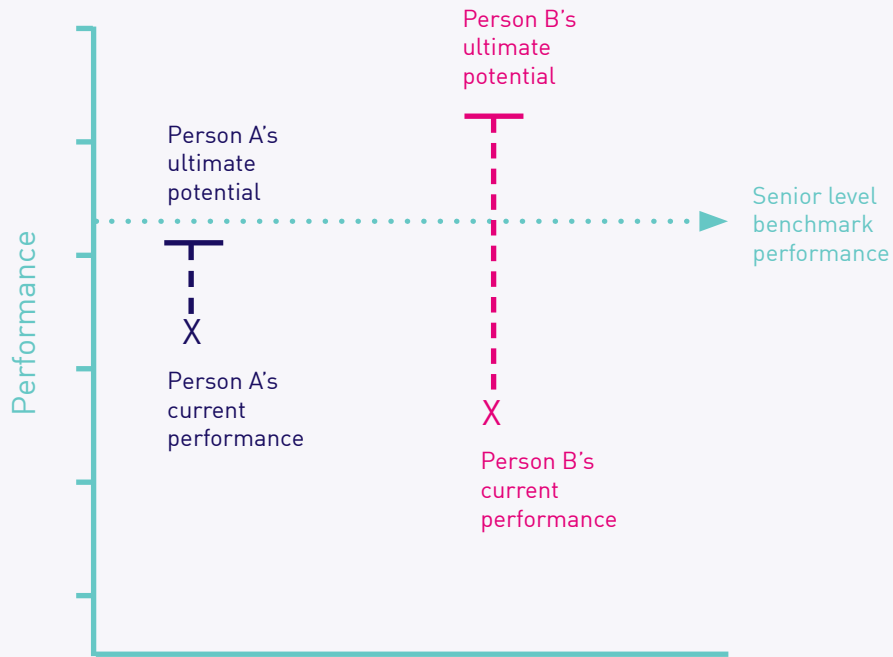 Person B’s
ultimate
potential
Person A’s
ultimate
potential
Senior level
benchmark
performance
Performance
X
Person A’s
current
performance
X
Person B’s
current
performance